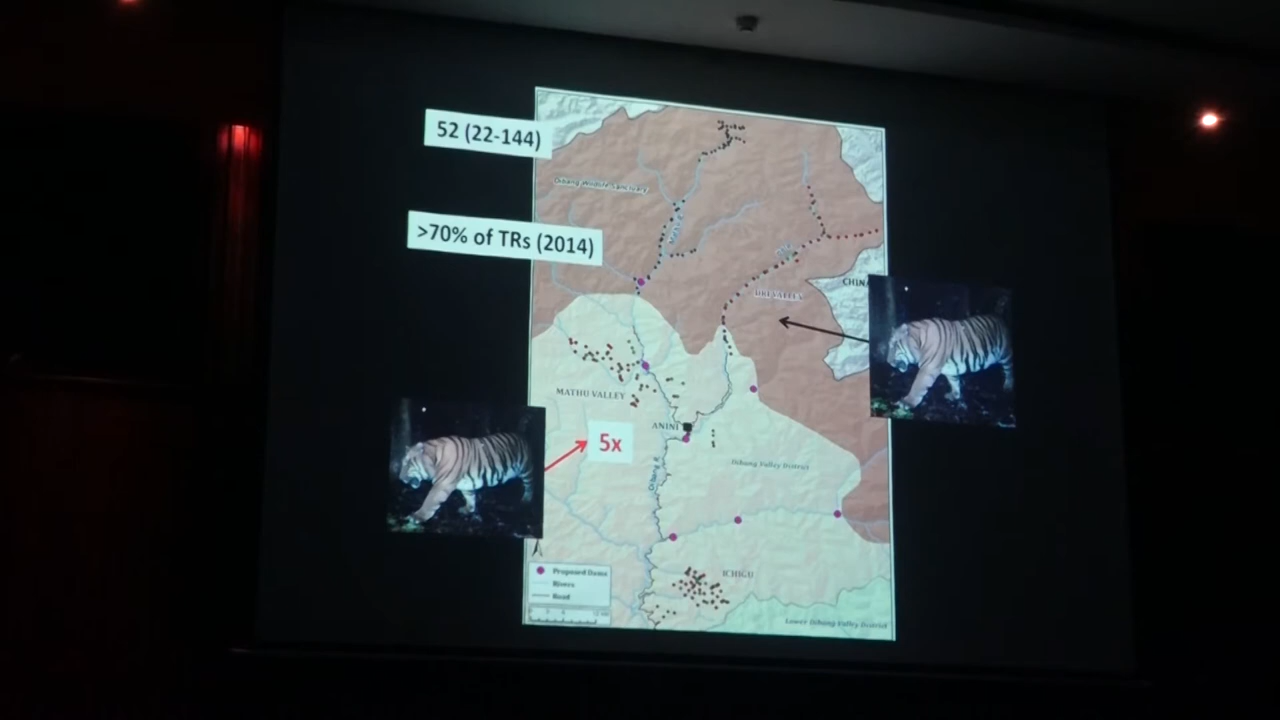 52 (22-144)
Dibang Wildlife Sanctuary
>70% of TRs (2014)
DRI VALLEY
CHINA
MATHU VALLEY
ANINI
5x
Dibang Valley District
Dibang R
ICHIGU
Proposed Dams
Rivers
Road
Lower Dibang Valley District